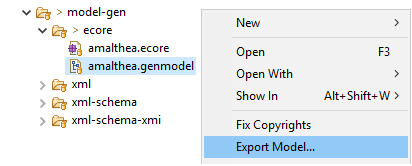 > model-gen
> ecore
amalthea.ecore
amalthea.genmodel
xml
xml-schema
xml-schema-xmi
New >
Open F3
Open With >
Show In Alt+Shift+W >
Fix Copyrights
Export Model...